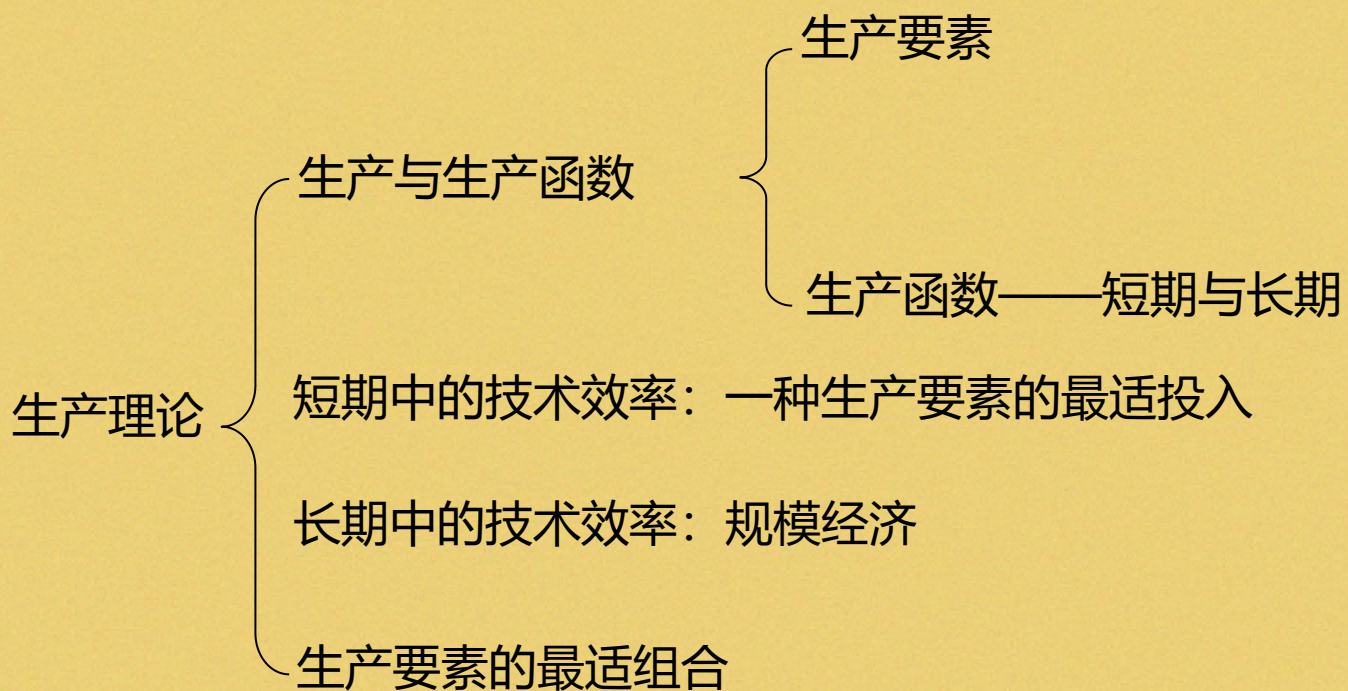 生产要素
生产与生产函数
生产函数——短期与长期
短期中的技术效率：一种生产要素的最适投入
生产理论
长期中的技术效率：规模经济
生产要素的最适组合